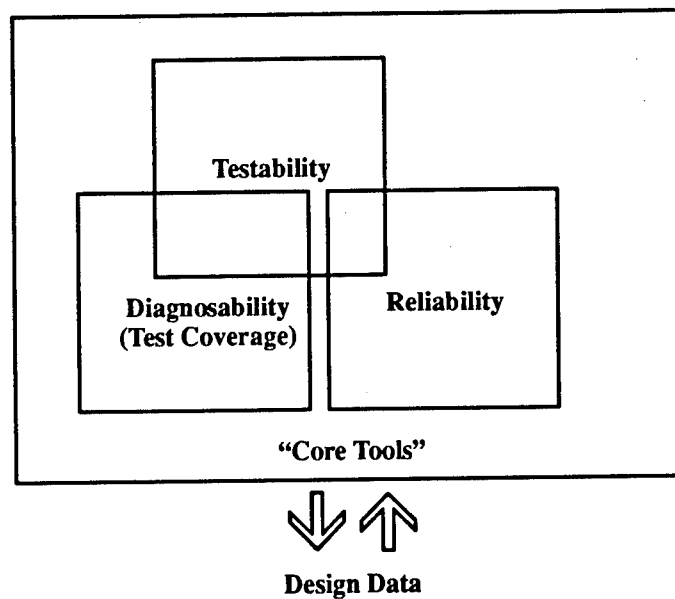 Testability
Diagnosability
(Test Coverage)
Reliability
“Core Tools”
Design Data